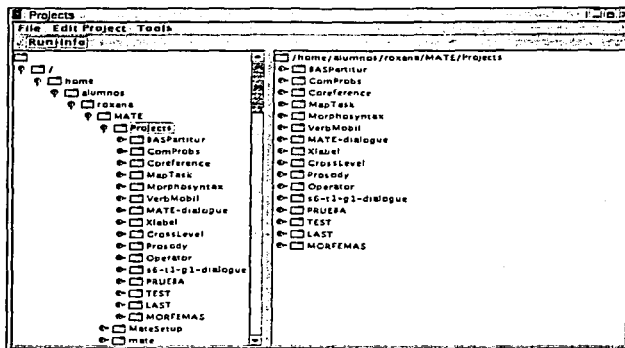 Projects
File Edit Project Tools
Run Info
/
home
alumnos
roxana
MATE
Projects
BASPartitur
ComProbs
Coreference
MapTask
Morphosyntax
VerbMobil
MATE-dialogue
Xlabel
CrossLevel
Prosody
Operator
s6-t1-g1-dialogue
PRUEBA
TEST
LAST
MORFEMAS
MateSetup
mate
/home/alumnos/roxana/MATE/Projects
BASPartitur
ComProbs
Coreference
MapTask
Morphosyntax
VerbMobil
MATE-dialogue
Xlabel
CrossLevel
Prosody
Operator
s6-t1-g1-dialogue
PRUEBA
TEST
LAST
MORFEMAS